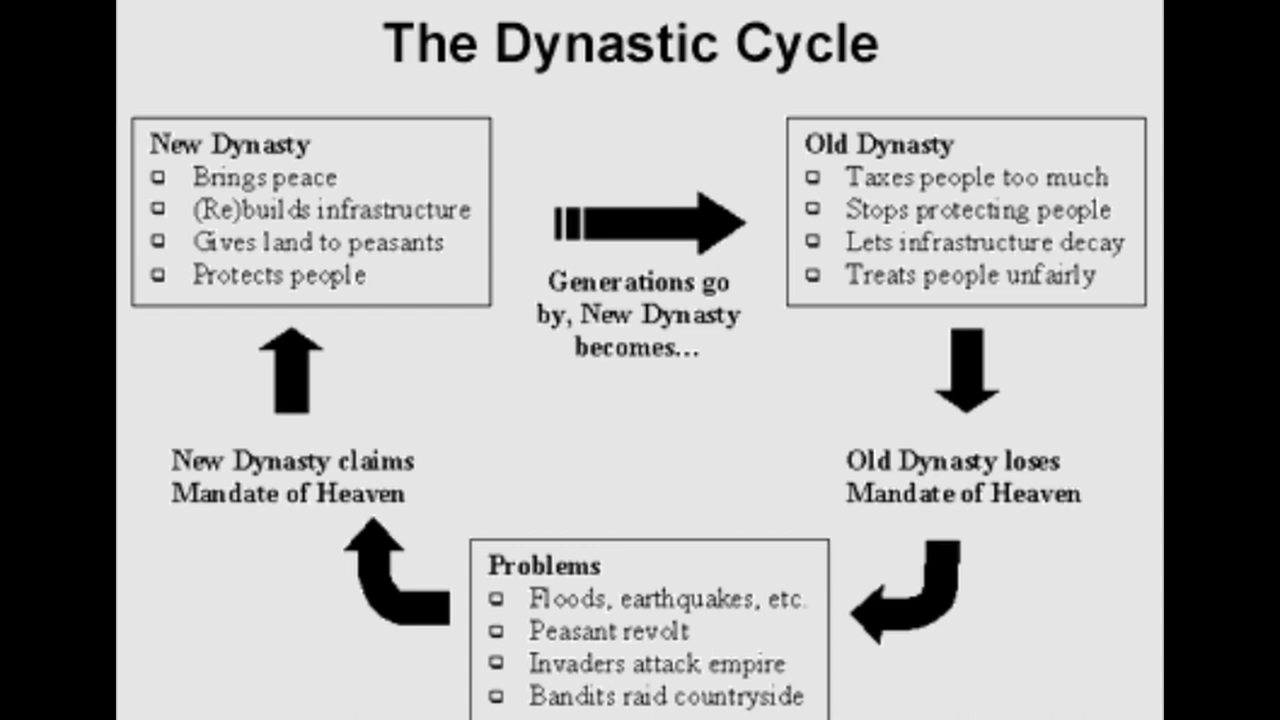 The Dynastic Cycle
New Dynasty
Brings peace
(Re)builds infrastructure
Gives land to peasants
Protects people
Generations go
by, New Dynasty
becomes...
Old Dynasty
Taxes people too much
Stops protecting people
Lets infrastructure decay
Treats people unfairly
Old Dynasty loses
Mandate of Heaven
Problems
Floods, earthquakes, etc.
Peasant revolt
Invaders attack empire
Bandits raid countryside
New Dynasty claims
Mandate of Heaven